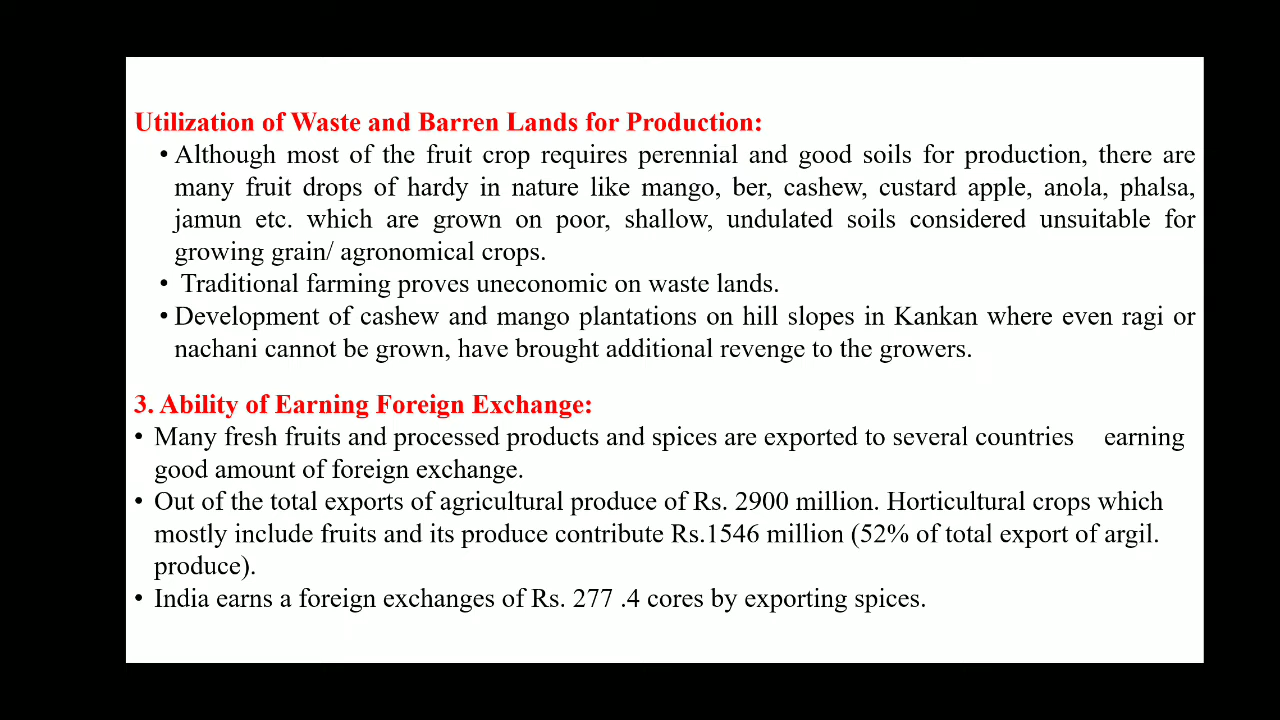 Utilization of Waste and Barren Lands for Production:
• Although most of the fruit crop requires perennial and good soils for production, there are
many fruit drops of hardy in nature like mango, ber, cashew, custard apple, anola, phalsa,
jamun etc. which are grown on poor, shallow, undulated soils considered unsuitable for
growing grain/ agronomical crops.
• Traditional farming proves uneconomic on waste lands.
• Development of cashew and mango plantations on hill slopes in Kankan where even ragi or
nachani cannot be grown, have brought additional revenge to the growers.
3. Ability of Earning Foreign Exchange:
• Many fresh fruits and processed products and spices are exported to several countries earning
good amount of foreign exchange.
• Out of the total exports of agricultural produce of Rs. 2900 million. Horticultural crops which
mostly include fruits and its produce contribute Rs.1546 million (52% of total export of argil.
produce).
• India earns a foreign exchanges of Rs. 277 .4 cores by exporting spices.